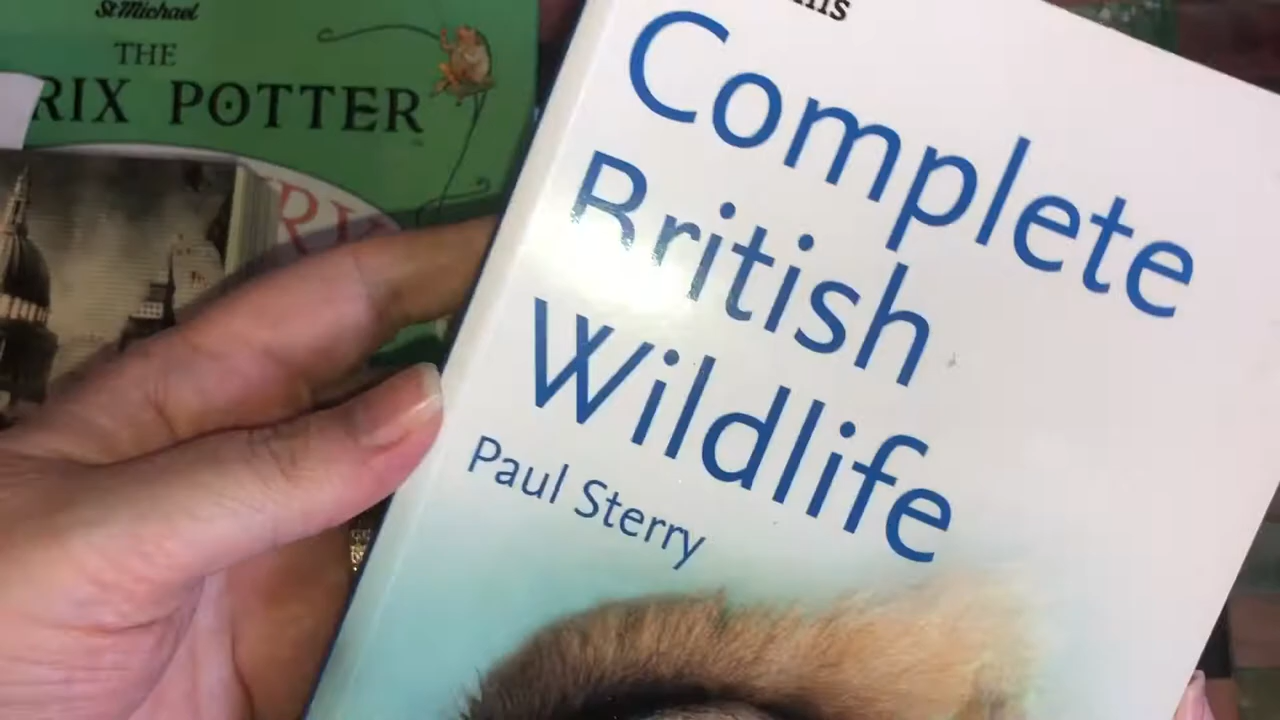 St Michael
THE
RIX POTTER
Complete
British
Wildlife
Paul Sterry